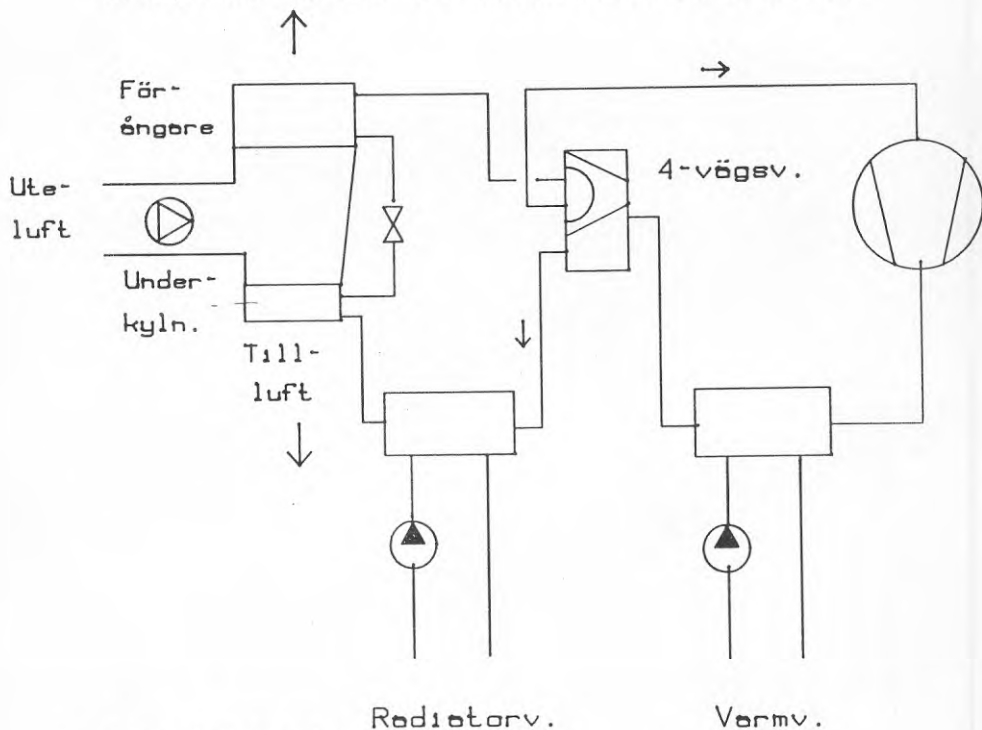 För-
ångare
Ute-
luft
4-vägsv.
Under-
kyln.
Till-
luft
Radiatorv.
Varmv.